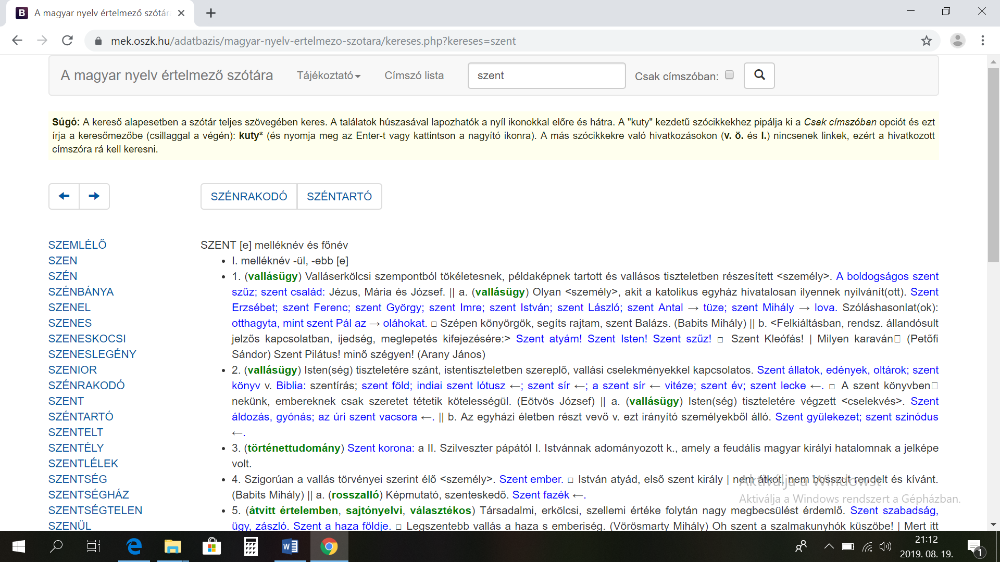 A magyar nyelv értelmező szótár
mek.oszk.hu/adatbazis/magyar-nyelv-ertelmezo-szotara/kereses.php?kereses=szent
A magyar nyelv értelmező szótára Tájékoztató Címszó lista szent Csak címszóban:
Súgó: A kereső alapesetben a szótár teljes szövegében keres. A találatok húszasával lapozhatók a nyíl ikonokkal előre és hátra. A "kuty" kezdetű szócikkekhez pipálja ki a Csak címszóban opciót és ezt
írja a keresőmezőbe (csillaggal a végén): kuty* (és nyomja meg az Enter-t vagy kattintson a nagyító ikonra). A más szócikkekre való hivatkozásokon (v. ö. és l.) nincsenek linkek, ezért a hivatkozott
címszóra rá kell keresni.
SZÉNRAKODÓ SZÉNTARTÓ
SZEMLÉLŐ
SZEN
SZÉN
SZÉNBÁNYA
SZENEL
SZENES
SZENESKOCSI
SZENESLEGÉNY
SZENIOR
SZÉNRAKODÓ
SZENT
SZÉNTARTÓ
SZENTELT
SZENTÉLY
SZENTLÉLEK
SZENTSÉG
SZENTSÉGHÁZ
SZENTSÉGTELEN
SZENÜL
SZENT [e] melléknév és főnév
• I. melléknév -ül, -ebb [e]
• 1. (vallásügy) Valláserkölcsi szempontból tökéletesnek, példaképnek tartott és vallásos tiszteletben részesített <személy>. A boldogságos szent
szűz; szent család: Jézus, Mária és József. || a. (vallásügy) Olyan <személy>, akit a katolikus egyház hivatalosan ilyennek nyilvánít(ott). Szent
Erzsébet; szent Ferenc; szent György; szent Imre; szent István; szent László; szent Antal → tüze; szent Mihály → lova. Szóláshasonlat(ok):
otthagyta, mint szent Pál az → oláhokat. □ Szépen könyörgök, segíts rajtam, szent Balázs. (Babits Mihály) || b. <Felkiáltásban, rendsz. állandósult
jelzős kapcsolatban, ijedség, meglepetés kifejezésére:> Szent atyám! Szent Isten! Szent szűz! □ Szent Kleófás! | Milyen karaván (Petőfi
Sándor) Szent Pilátus! minő szégyen! (Arany János)
• 2. (vallásügy) Isten(ség) tiszteletére szánt, istentiszteletben szereplő, vallási cselekményekkel kapcsolatos. Szent állatok, edények, oltárok; szent
könyv v. Biblia: szentírás; szent föld; indiai szent lótusz ←; szent sír ←; a szent sír ← vitéze; szent év; szent lecke ←. □ A szent könyvben
nekünk, embereknek csak szeretet tétetik kötelességül. (Eötvös József) || a. (vallásügy) Isten(ség) tiszteletére végzett <cselekvés>. Szent
áldozás, gyónás; az úri szent vacsora ←. || b. Az egyházi életben részt vevő v. ezt irányító személyekből álló. Szent gyülekezet; szent szinódus
←.
• 3. (történettudomány) Szent korona: a II. Szilveszter pápától I. Istvánnak adományozott k., amely a feudális magyar királyi hatalomnak a jelképe
volt.
• 4. Szigorúan a vallás törvényei szerint élő <személy>. Szent ember. □ István atyád, első szent király | nem átkot, nem bosszut rendelt és kívánt.
(Babits Mihály) || a. (rosszalló) Képmutató, szenteskedő. Szent fazék ←.
• 5. (átvitt értelemben, sajtónyelvi, választékos) Társadalmi, erkölcsi, szellemi értéke folytán nagy megbecsülést érdemlő. Szent szabadság,
ügy, zászló. Szent a haza földje. □ Legszentebb vallás a haza s emberiség. (Vörösmarty Mihály) Oh szent a szalmakunyhók küszöbe! | Mert itt
Aktiválja a Windowst
Aktiválja a Windows rendszert a Gépházban.
21:12
2019. 08. 19.
1